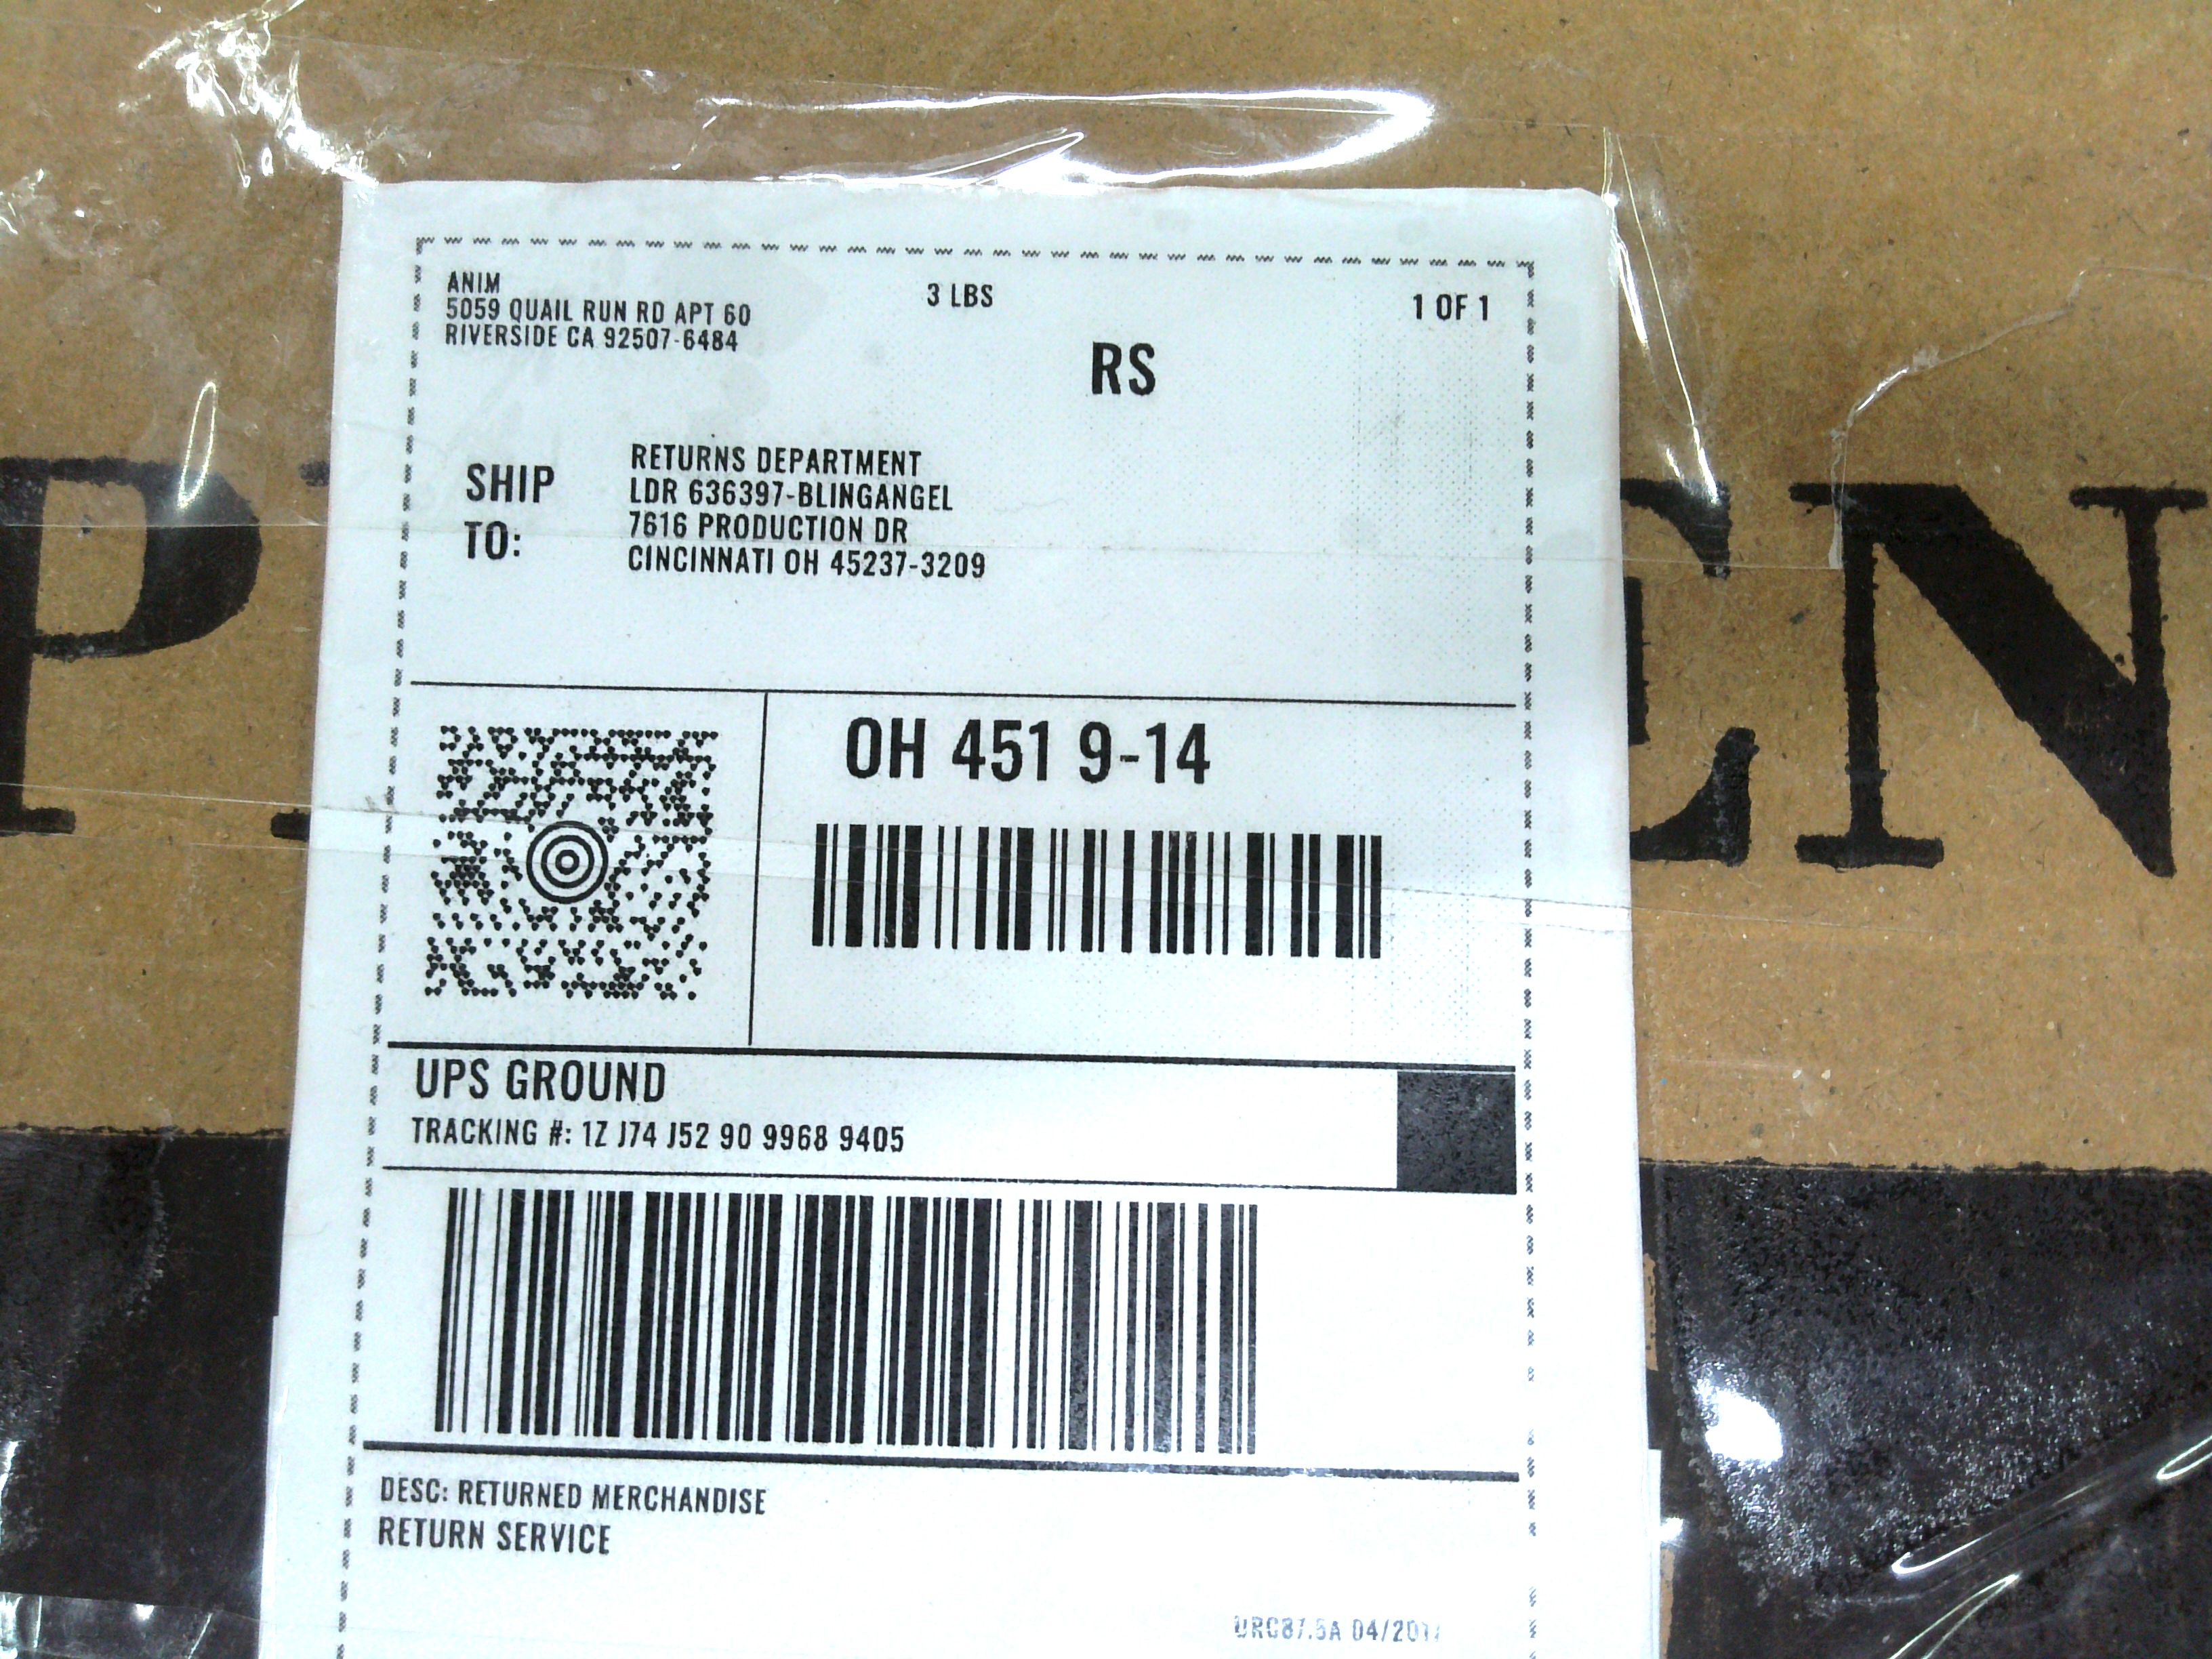 ANIM
5059 QUAIL RUN RD APT 60
RIVERSIDE CA 92507-6484
3 LBS
1 OF 1
RS
SHIP TO:
RETURNS DEPARTMENT
LDR 636397-BLINGANGEL
7616 PRODUCTION DR
CINCINNATI OH 45237-3209
OH 451 9-14
UPS GROUND
TRACKING #: 1Z J74 J52 90 9968 9405
DESC: RETURNED MERCHANDISE
RETURN SERVICE
P
EN